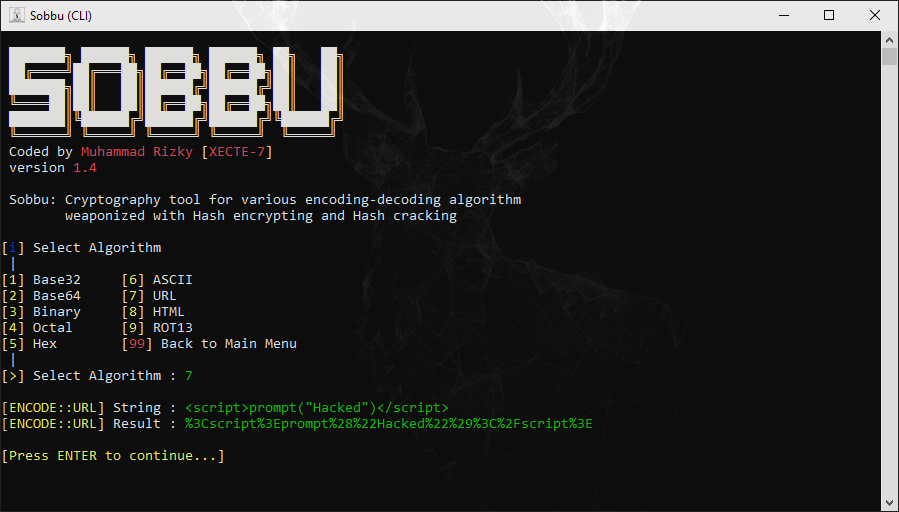 Sobbu (CLI)
SOBBU
Coded by Muhammad Rizky [XECTE-7]
version 1.4
Sobbu: Cryptography tool for various encoding-decoding algorithm
weaponized with Hash encrypting and Hash cracking
[i] Select Algorithm
|
[1] Base32 [6] ASCII
[2] Base64 [7] URL
[3] Binary [8] HTML
[4] Octal [9] ROT13
[5] Hex [99] Back to Main Menu
|
[>] Select Algorithm : 7
[ENCODE::URL] String : <script>prompt("Hacked")</script>
[ENCODE::URL] Result : %3Cscript%3Eprompt%28%22Hacked%22%29%3C%2Fscript%3E
[Press ENTER to continue...]